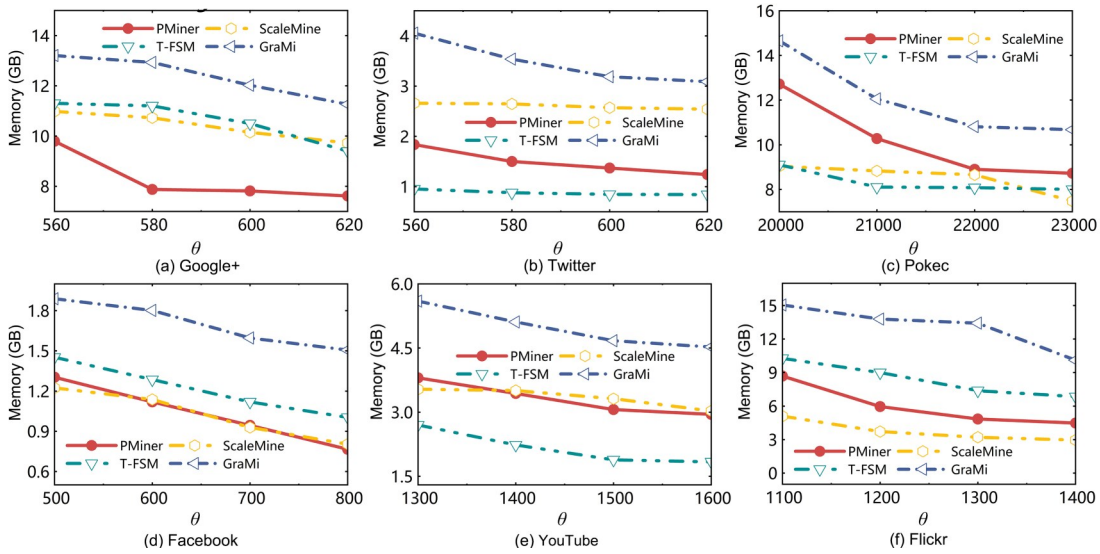 PMiner ScaleMine
T-FSM GraMi
Memory (GB)
14
12
10
8
560 580 600 620
θ
(a) Google+
PMiner ScaleMine
T-FSM GraMi
Memory (GB)
5
4
3
2
1
560 580 600 620
θ
(b) Twitter
PMiner ScaleMine
T-FSM GraMi
Memory (GB)
16
14
12
10
8
20000 21000 22000 23000
θ
(c) Pokec
PMiner ScaleMine
T-FSM GraMi
Memory (GB)
1.8
1.5
1.2
0.9
0.6
500 600 700 800
θ
(d) Facebook
PMiner ScaleMine
T-FSM GraMi
Memory (GB)
6.0
4.5
3.0
1.5
1300 1400 1500 1600
θ
(e) YouTube
PMiner ScaleMine
T-FSM GraMi
Memory (GB)
15
12
9
6
3
0
1100 1200 1300 1400
θ
(f) Flickr